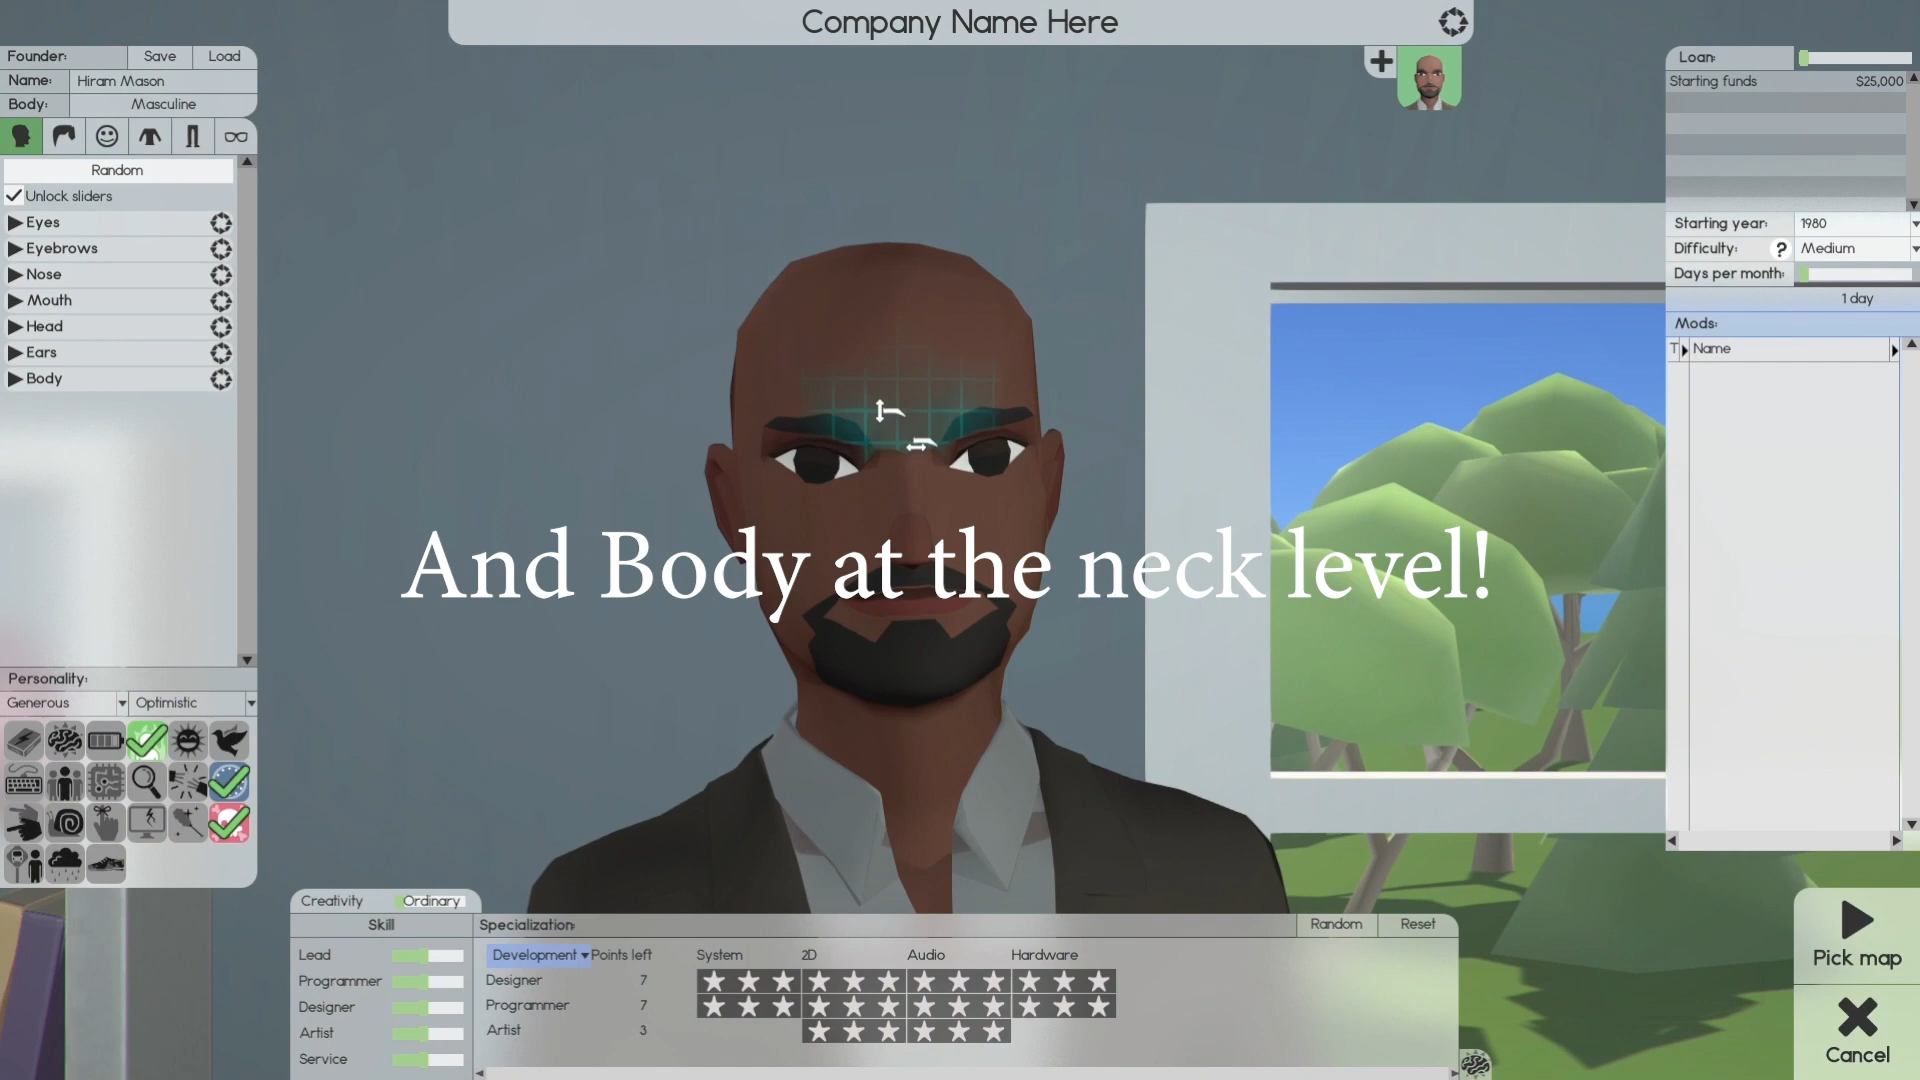 Company Name Here
Founder: Save Load
Name: Hiram Mason
Body: Masculine
Random
Unlock sliders
Eyes
Eyebrows
Nose
Mouth
Head
Ears
Body
Personality:
Generous Optimistic
Loan:
Starting funds $25,000
Starting year: 1980
Difficulty: ? Medium
Days per month:
1 day
Mods:
T Name
And Body at the neck level!
Creativity Ordinary
Skill
Lead
Programmer
Designer
Artist
Service
Specialization: Random Reset
Development Points left System 2D Audio Hardware
Designer 7
Programmer 7
Artist 3
Pick map
Cancel